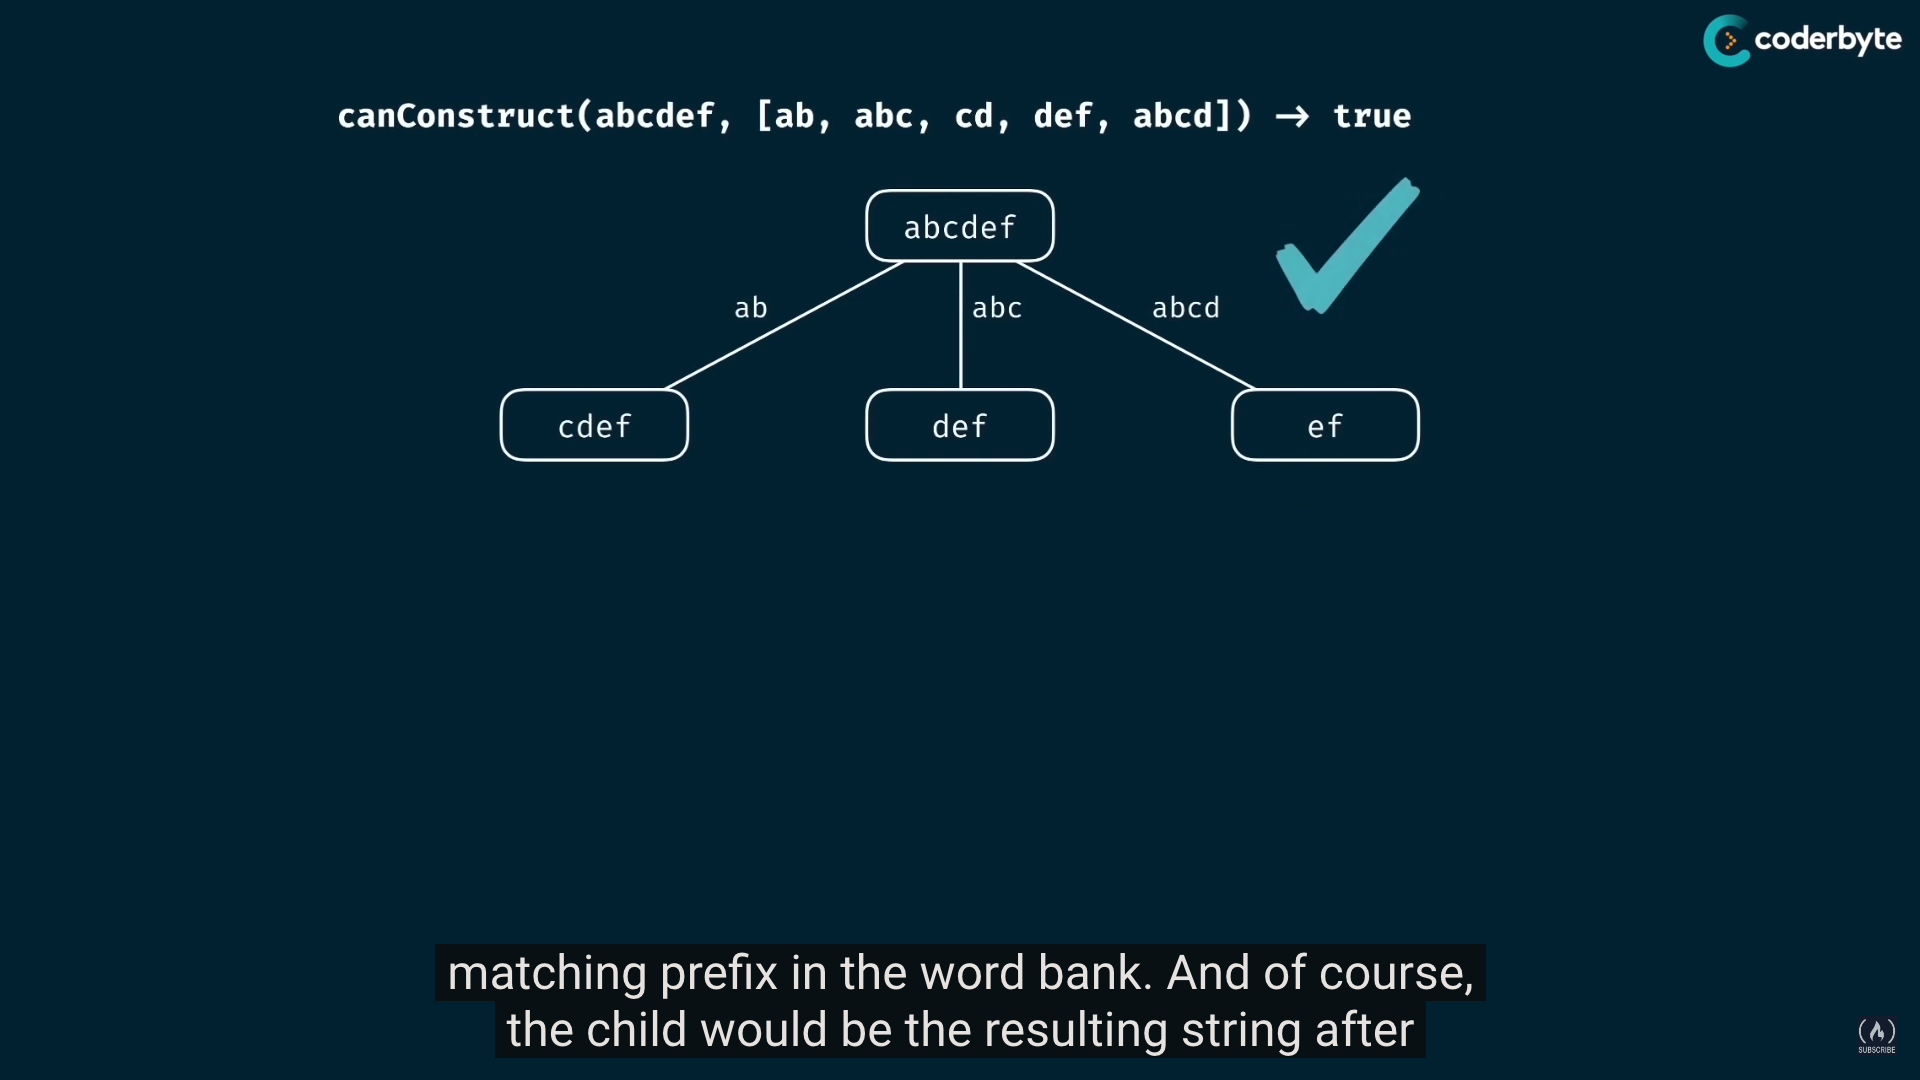 coderbyte
canConstruct(abcdef, [ab, abc, cd, def, abcd]) → true
abcdef
ab
abc
abcd
cdef
def
ef
matching prefix in the word bank. And of course,
the child would be the resulting string after
SUBSCRIBE